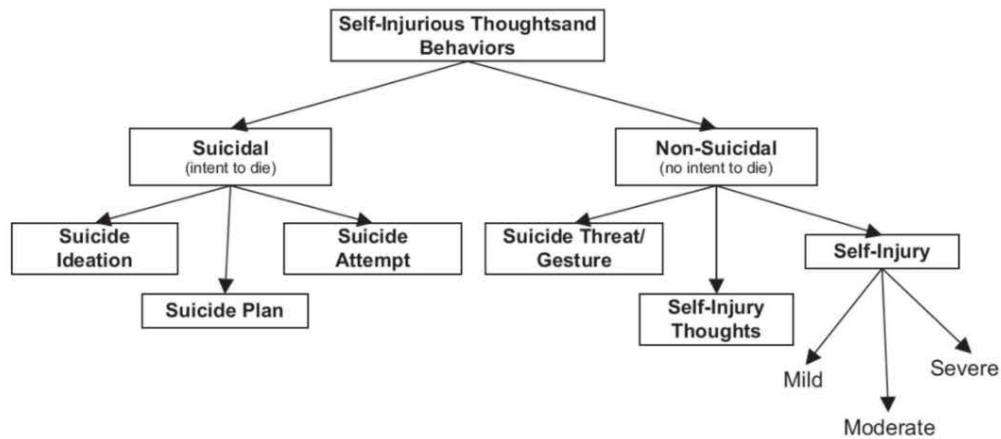 Self-Injurious Thoughtsand
Behaviors
Suicidal
(intent to die)
Non-Suicidal
(no intent to die)
Suicide
Ideation
Suicide
Attempt
Suicide Plan
Suicide Threat/
Gesture
Self-Injury
Self-Injury
Thoughts
Mild
Moderate
Severe